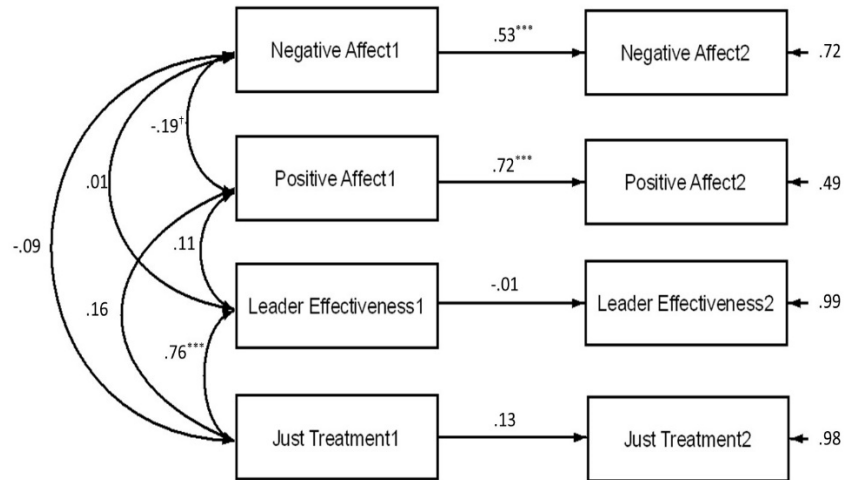 Negative Affect1
.53***
Negative Affect2
.72
-.19†
Positive Affect1
.72***
Positive Affect2
.49
.01
-.09
.11
Leader Effectiveness1
-.01
Leader Effectiveness2
.99
.16
.76***
Just Treatment1
.13
Just Treatment2
.98